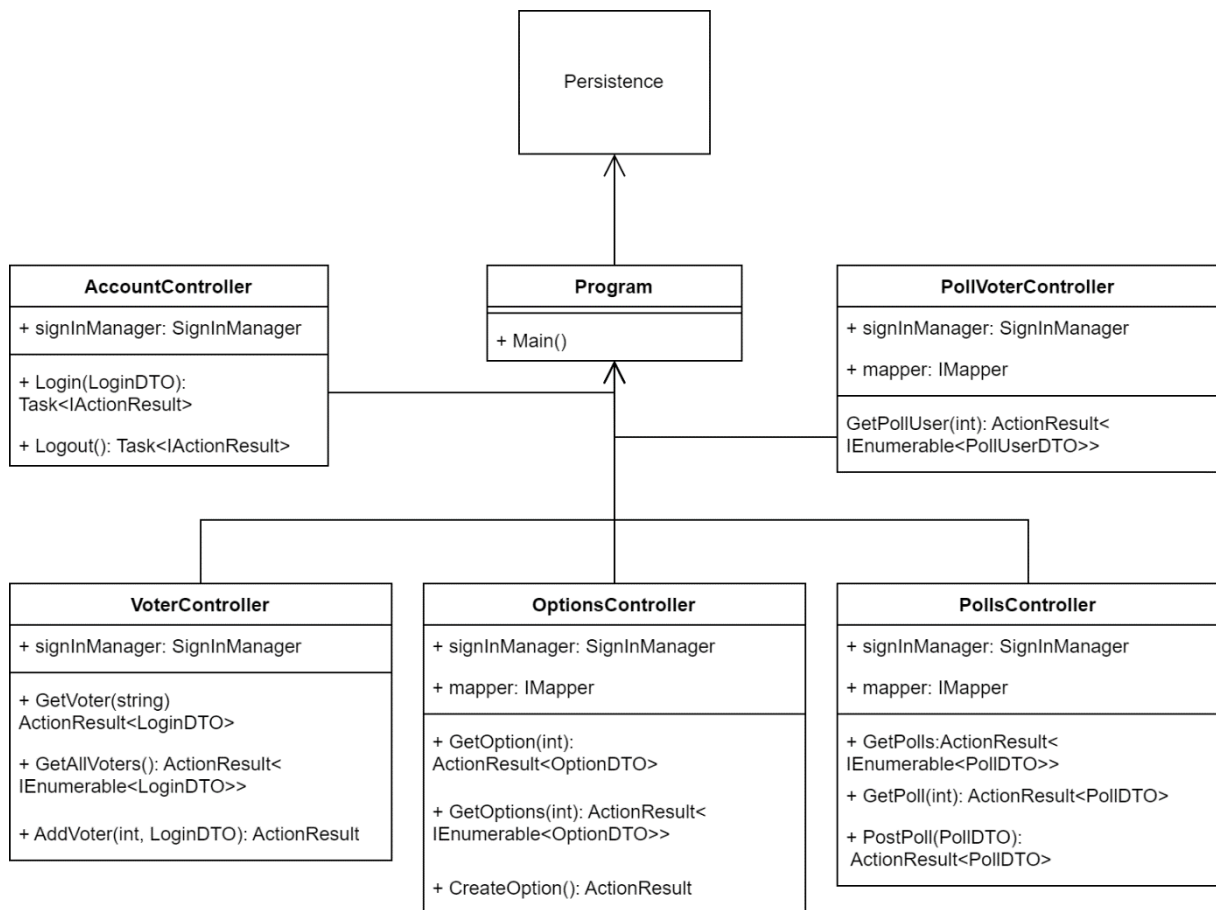 Persistence
AccountController
+ signInManager: SignInManager
+ Login(LoginDTO):
Task<IActionResult>
+ Logout(): Task<IActionResult>
Program
+ Main()
PollVoterController
+ signInManager: SignInManager
+ mapper: IMapper
GetPollUser(int): ActionResult<
IEnumerable<PollUserDTO>>
VoterController
+ signInManager: SignInManager
+ GetVoter(string)
ActionResult<LoginDTO>
+ GetAllVoters(): ActionResult<
IEnumerable<LoginDTO>>
+ AddVoter(int, LoginDTO): ActionResult
OptionsController
+ signInManager: SignInManager
+ mapper: IMapper
+ GetOption(int):
ActionResult<OptionDTO>
+ GetOptions(int): ActionResult<
IEnumerable<OptionDTO>>
+ CreateOption(): ActionResult
PollsController
+ signInManager: SignInManager
+ mapper: IMapper
+ GetPolls:ActionResult<
IEnumerable<PollDTO>>
+ GetPoll(int): ActionResult<PollDTO>
+ PostPoll(PollDTO):
ActionResult<PollDTO>